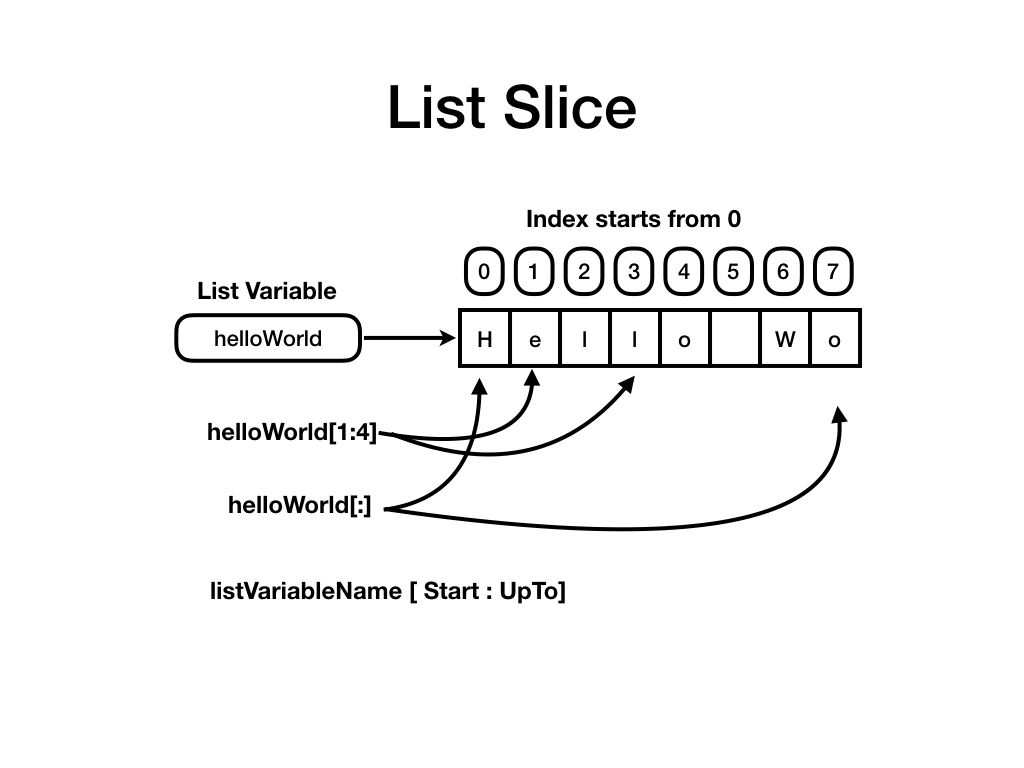 List Slice
Index starts from 0
0 1 2 3 4 5 6 7
List Variable
helloWorld
H e l l o W o
helloWorld[1:4]
helloWorld[:]
listVariableName [ Start : UpTo]